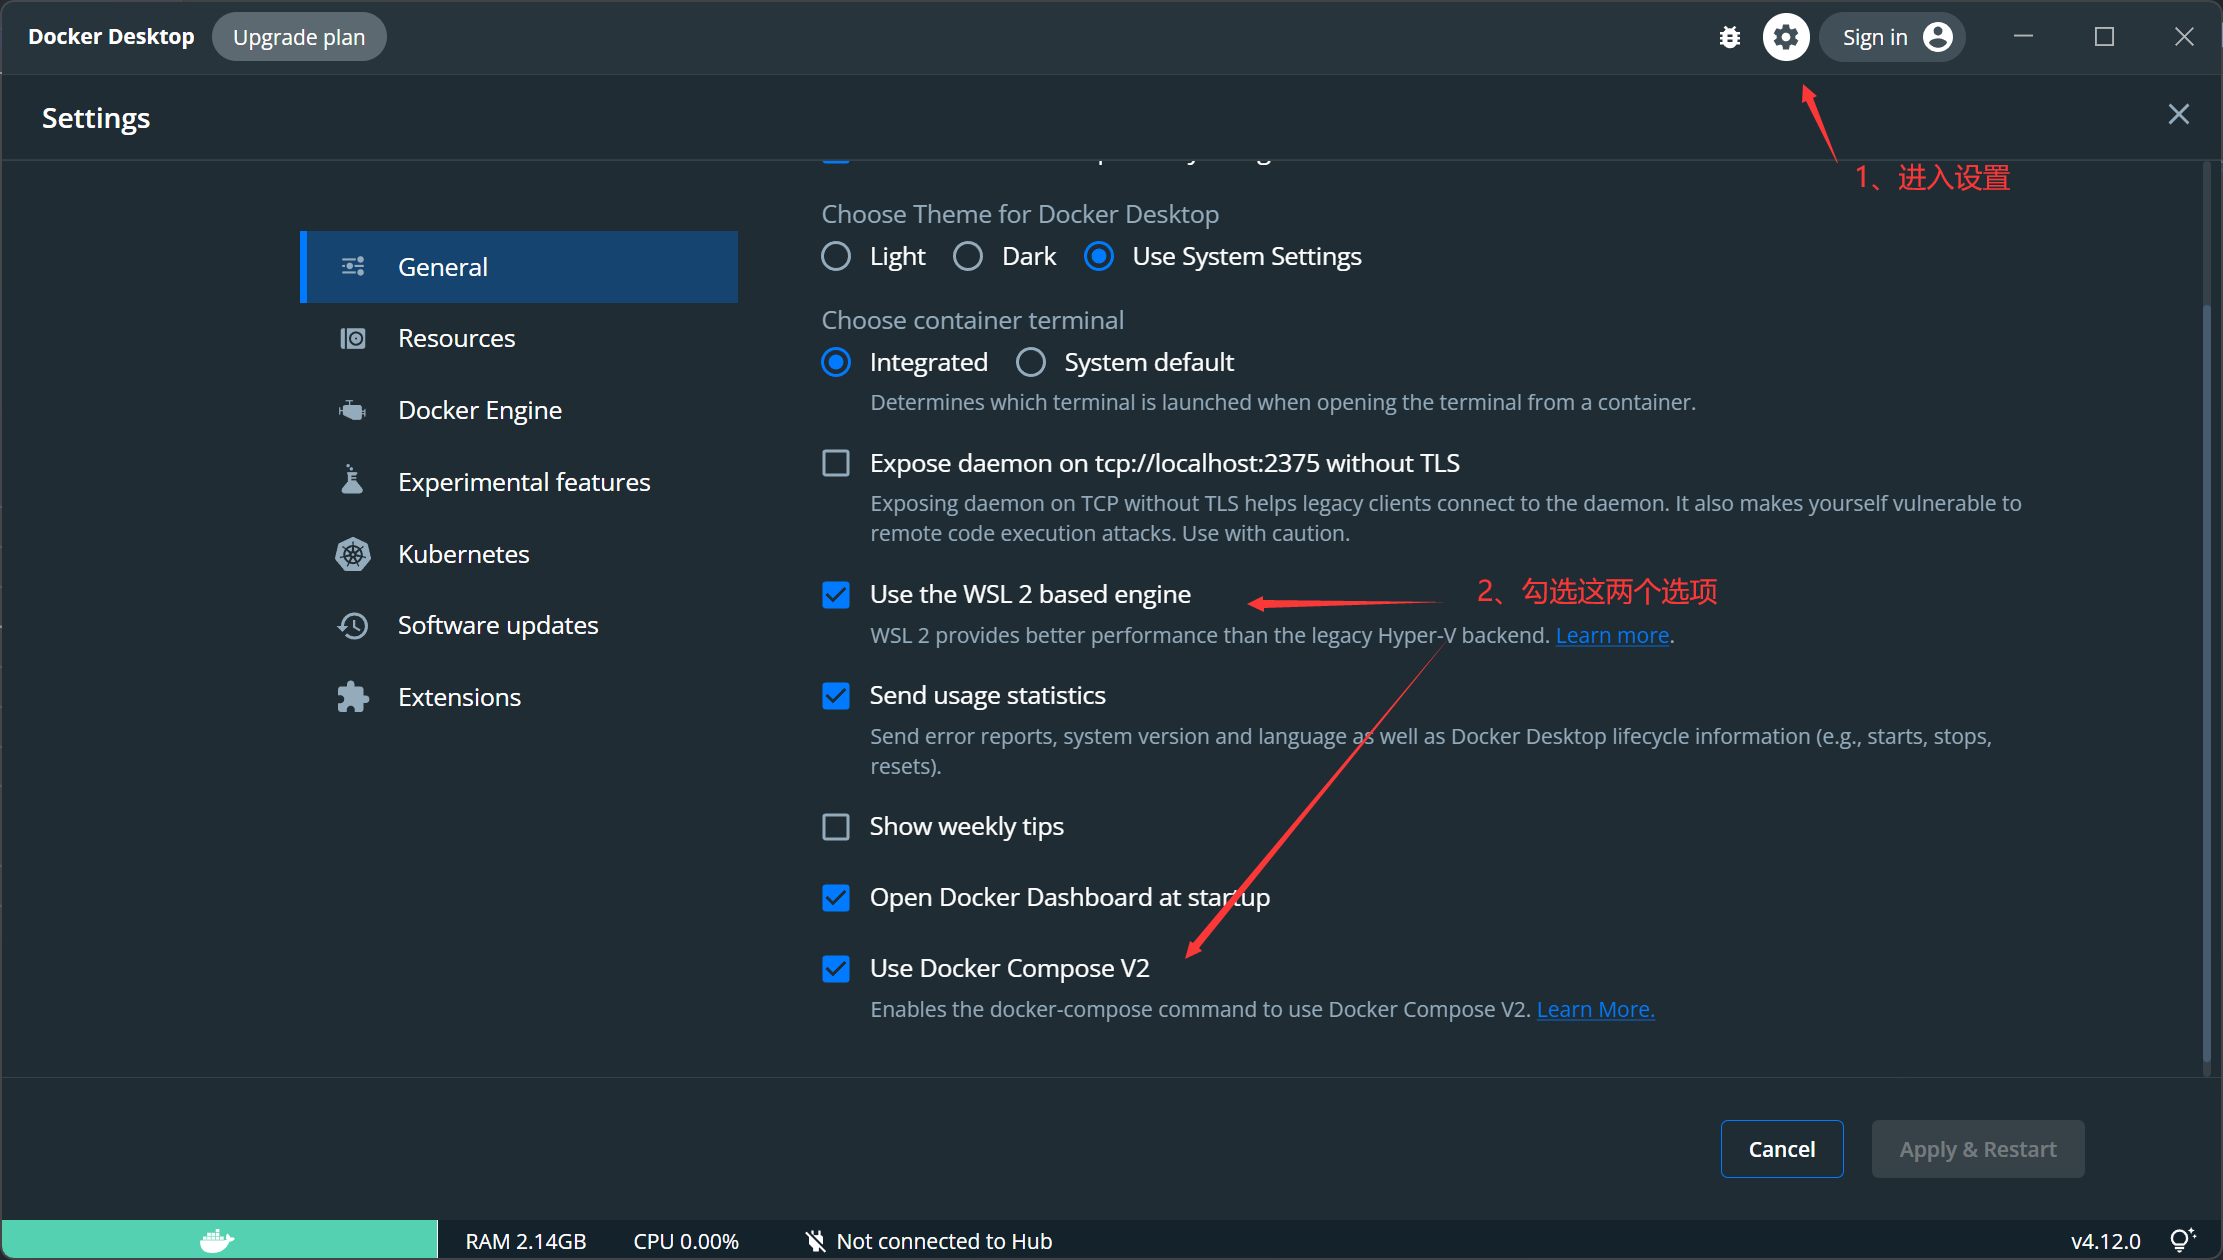 Docker Desktop
Upgrade plan
Sign in
Settings
1、进入设置
General
Resources
Docker Engine
Experimental features
Kubernetes
Software updates
Extensions
Choose Theme for Docker Desktop
Light
Dark
Use System Settings
Choose container terminal
Integrated
System default
Determines which terminal is launched when opening the terminal from a container.
Expose daemon on tcp://localhost:2375 without TLS
Exposing daemon on TCP without TLS helps legacy clients connect to the daemon. It also makes yourself vulnerable to
remote code execution attacks. Use with caution.
Use the WSL 2 based engine
2、勾选这两个选项
WSL 2 provides better performance than the legacy Hyper-V backend. Learn more.
Send usage statistics
Send error reports, system version and language as well as Docker Desktop lifecycle information (e.g., starts, stops,
resets).
Show weekly tips
Open Docker Dashboard at startup
Use Docker Compose V2
Enables the docker-compose command to use Docker Compose V2. Learn More.
Cancel
Apply & Restart
RAM 2.14GB
CPU 0.00%
Not connected to Hub
v4.12.0